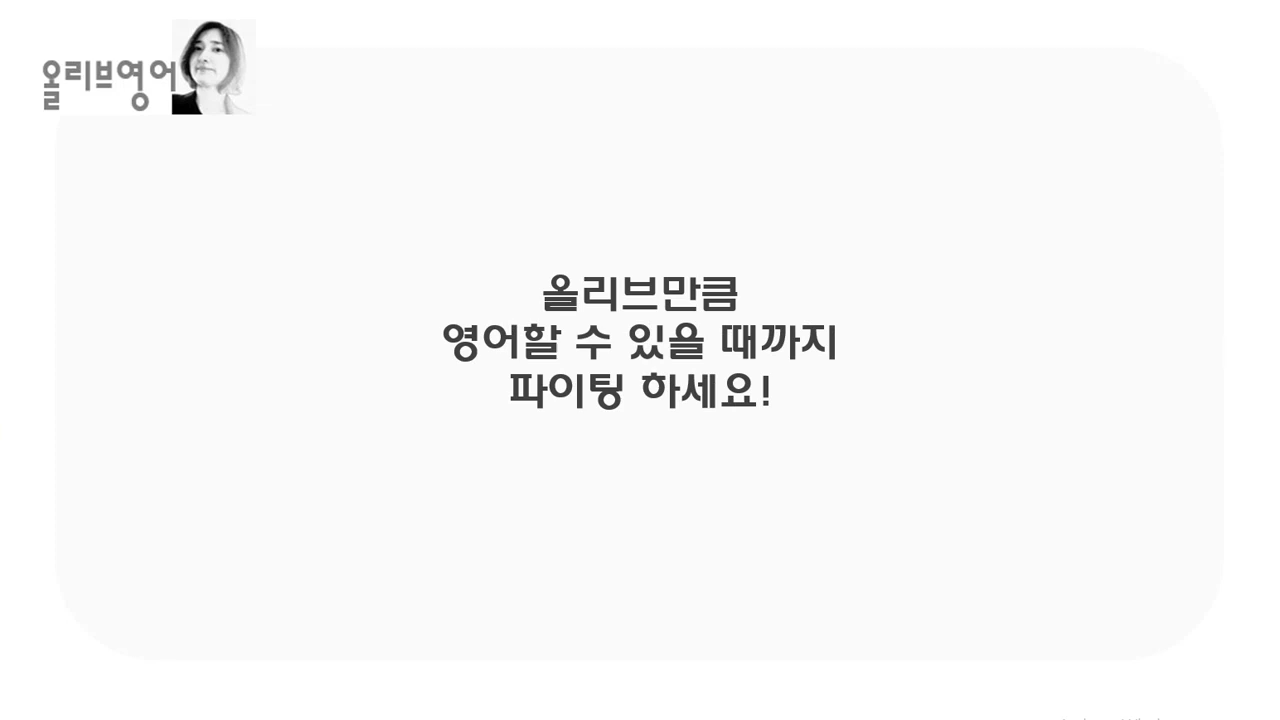 올리브영어
올리브만큼
영어할 수 있을 때까지
파이팅 하세요!